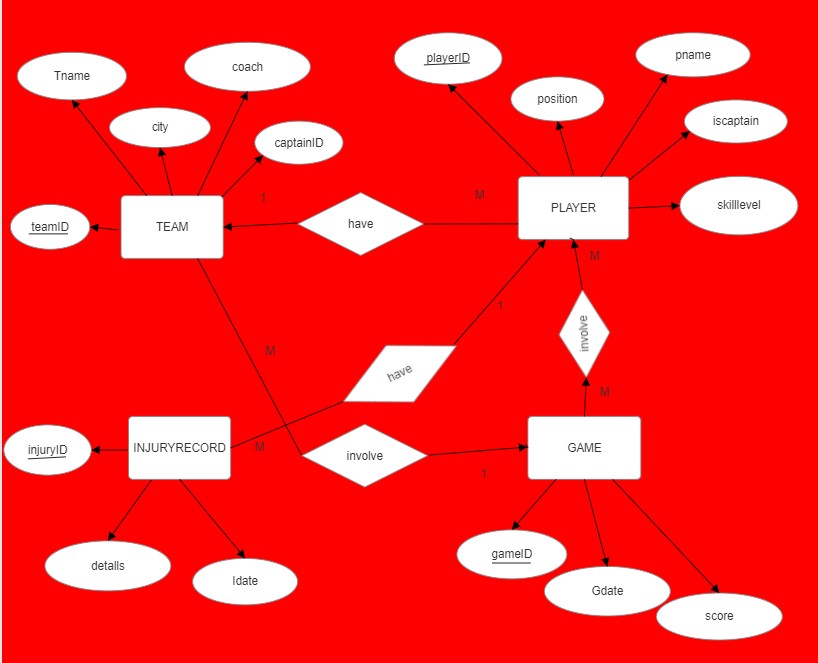 playerID
pname
coach
Tname
position
city
iscaptain
captainID
M
1
skilllevel
PLAYER
teamID
TEAM
have
M
1
involve
M
have
M
injuryID
INJURYRECORD
M
involve
GAME
1
gameID
details
Idate
Gdate
score